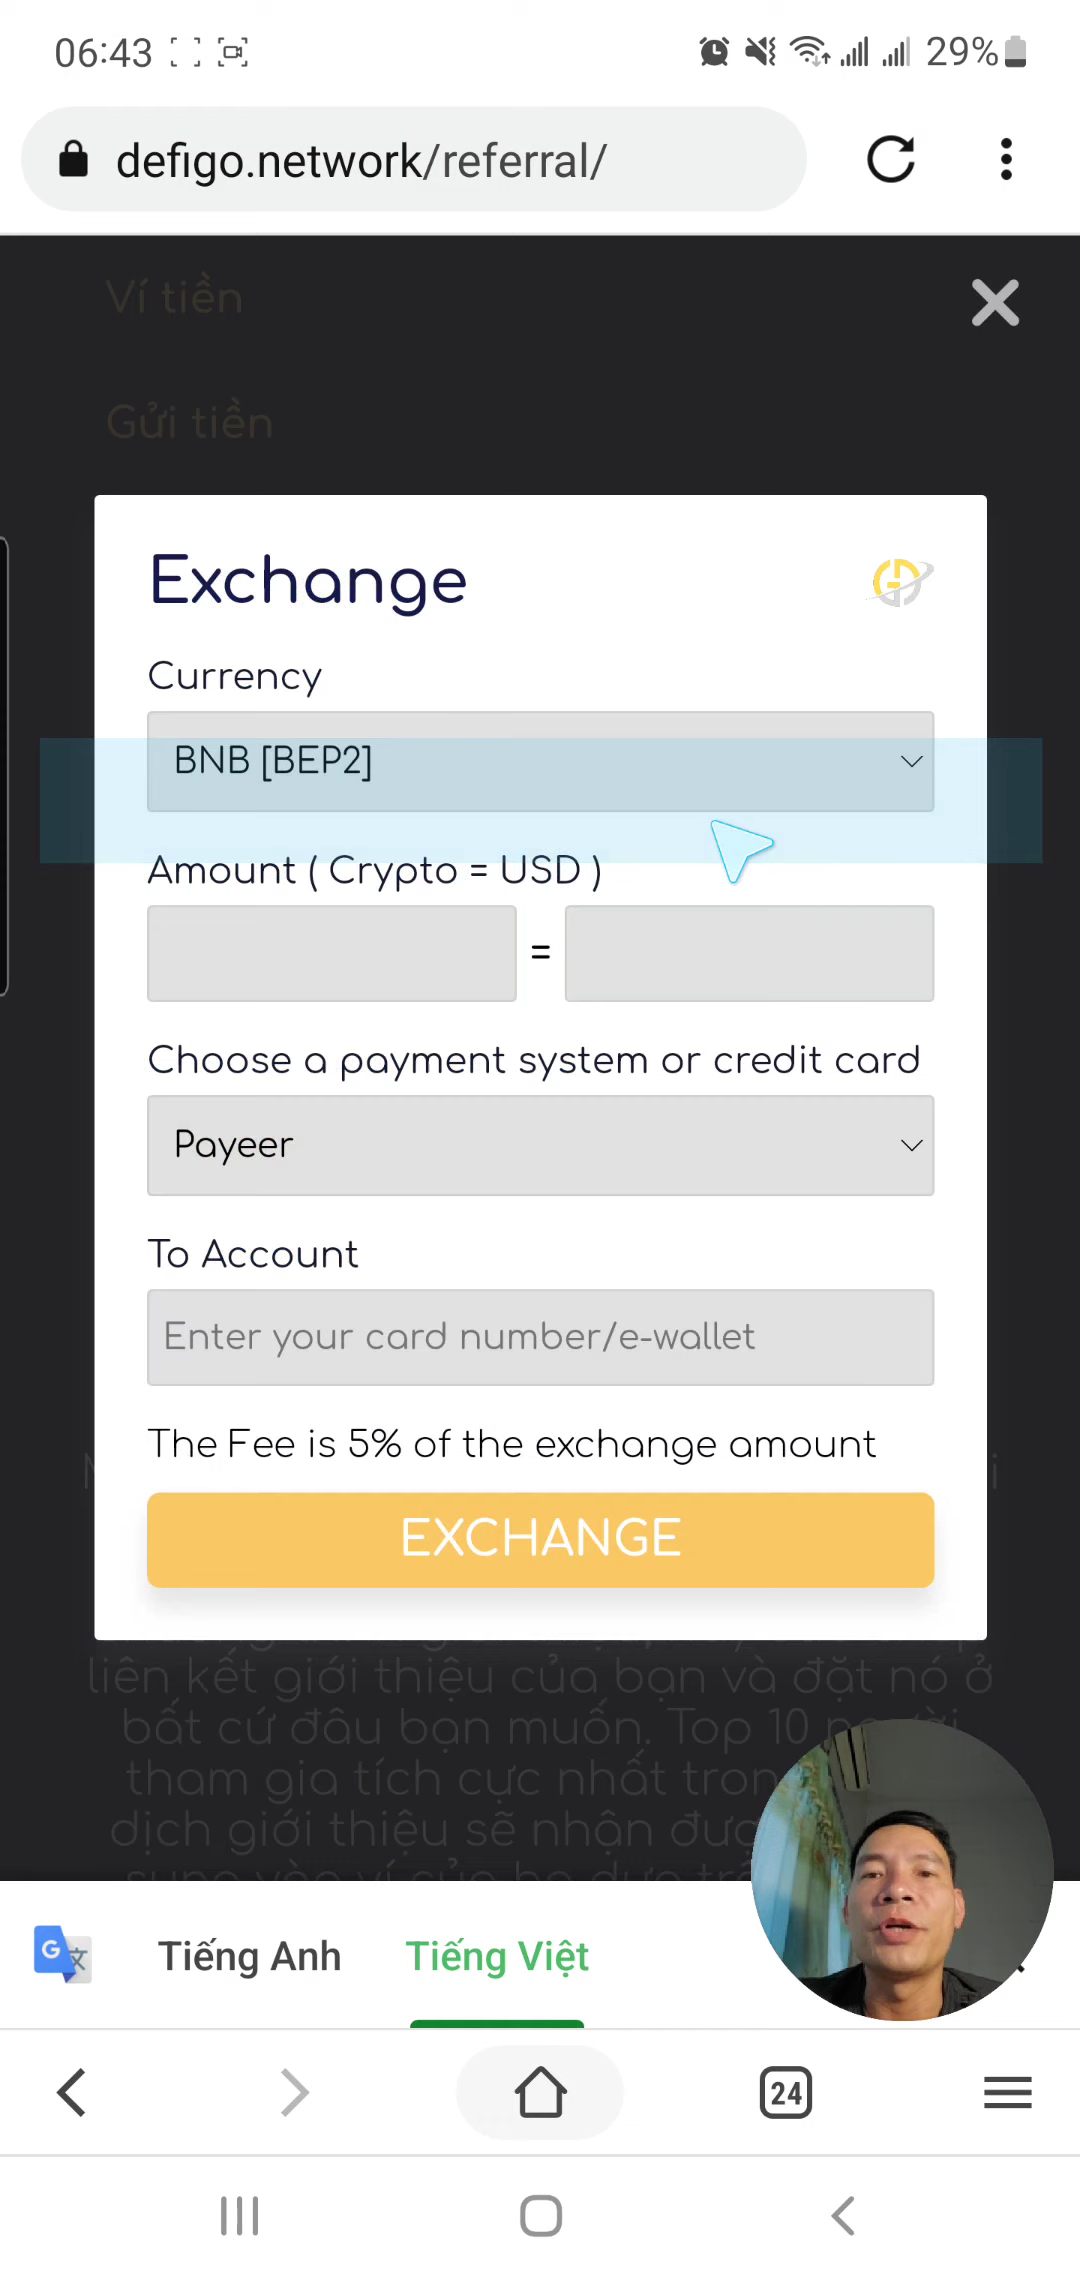 06:43
29%
defigo.network/referral/
Ví tiền
Gửi tiền
Exchange
Currency
BNB [BEP2]
Amount ( Crypto = USD )
=
Choose a payment system or credit card
Payeer
To Account
Enter your card number/e-wallet
The Fee is 5% of the exchange amount
EXCHANGE
liên kết giới thiệu của bạn và đặt nó ở
bất cứ đâu bạn muốn. Top 10 người
tham gia tích cực nhất
dịch giới thiệu sẽ nhận
Tiếng Anh
Tiếng Việt
24